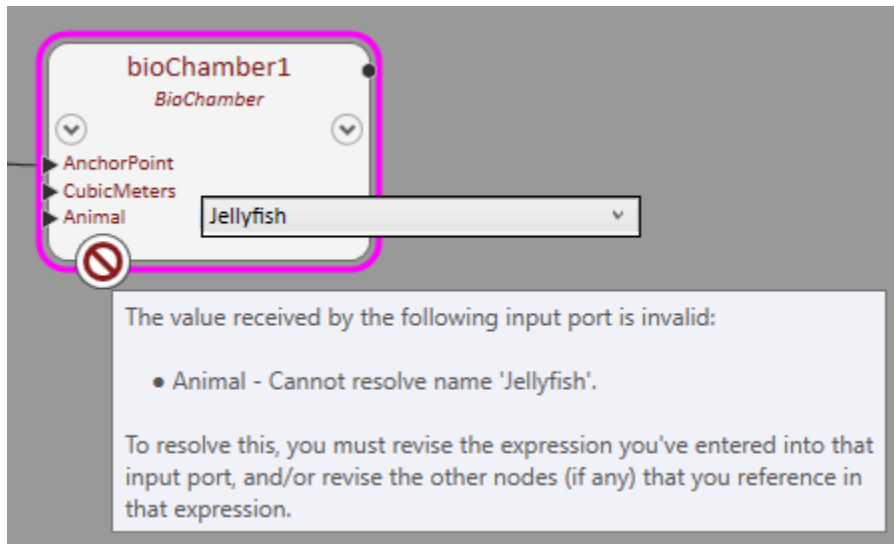 bioChamber1
BioChamber
AnchorPoint
CubicMeters
Animal
Jellyfish
The value received by the following input port is invalid:
● Animal - Cannot resolve name 'Jellyfish'.
To resolve this, you must revise the expression you've entered into that
input port, and/or revise the other nodes (if any) that you reference in
that expression.